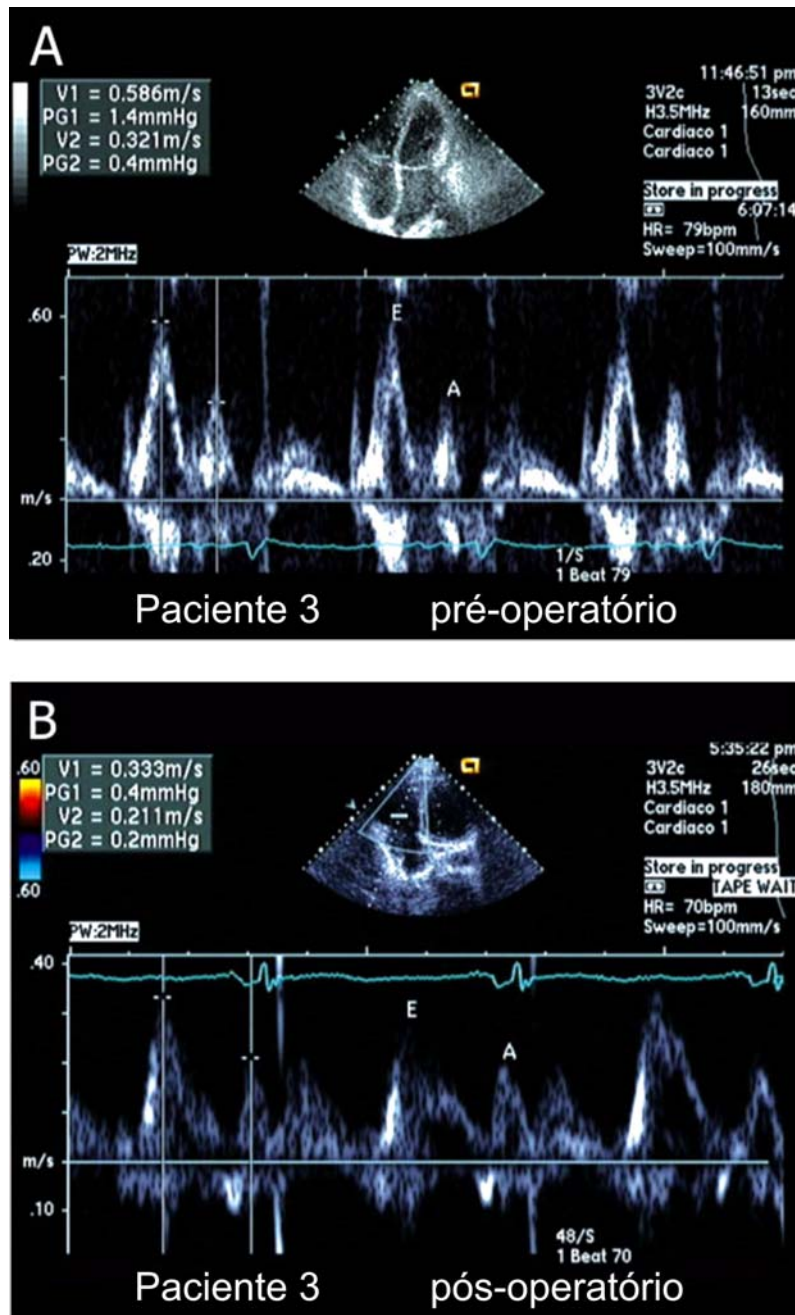 A
V1 = 0.586m/s
PG1 = 1.4mmHg
V2 = 0.321m/s
PG2 = 0.4mmHg
11:46:51 pm
3V2c 13sec
H3.5MHz 160mm
Cardiaco 1
Cardiaco 1
Store in progress
6:07:14
HR= 79bpm
Sweep=100mm/s
PW:2MHz
.60
E
A
m/s
.20
1/S
1 Beat 79
Paciente 3 pré-operatório
B
.60
V1 = 0.333m/s
PG1 = 0.4mmHg
V2 = 0.211m/s
PG2 = 0.2mmHg
.60
5:35:22 pm
3V2c 26sec
H3.5MHz 180mm
Cardiaco 1
Cardiaco 1
Store in progress
TAPE WAIT
HR= 70bpm
Sweep=100mm/s
PW:2MHz
.40
E
A
m/s
.10
48/S
1 Beat 70
Paciente 3 pós-operatório